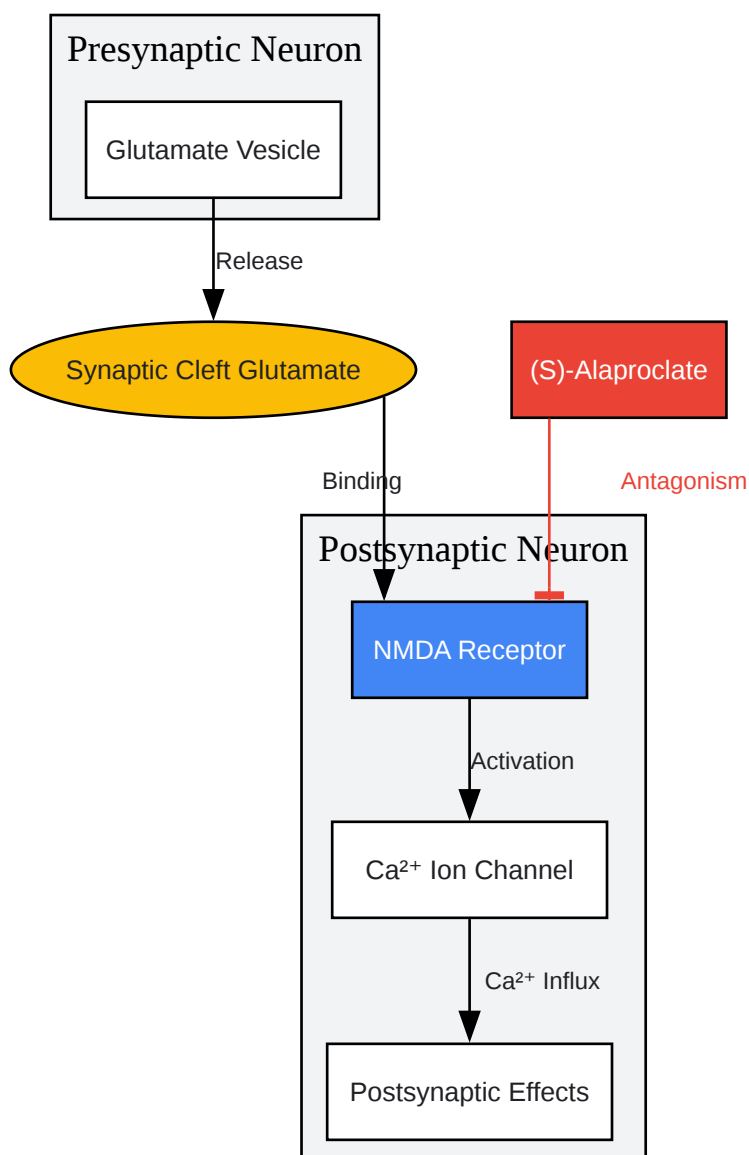 Presynaptic Neuron
Glutamate Vesicle
Release
Synaptic Cleft Glutamate
(S)-Alaproclate
Binding
Antagonism
Postsynaptic Neuron
NMDA Receptor
Activation
Ca²⁺ Ion Channel
Ca²⁺ Influx
Postsynaptic Effects